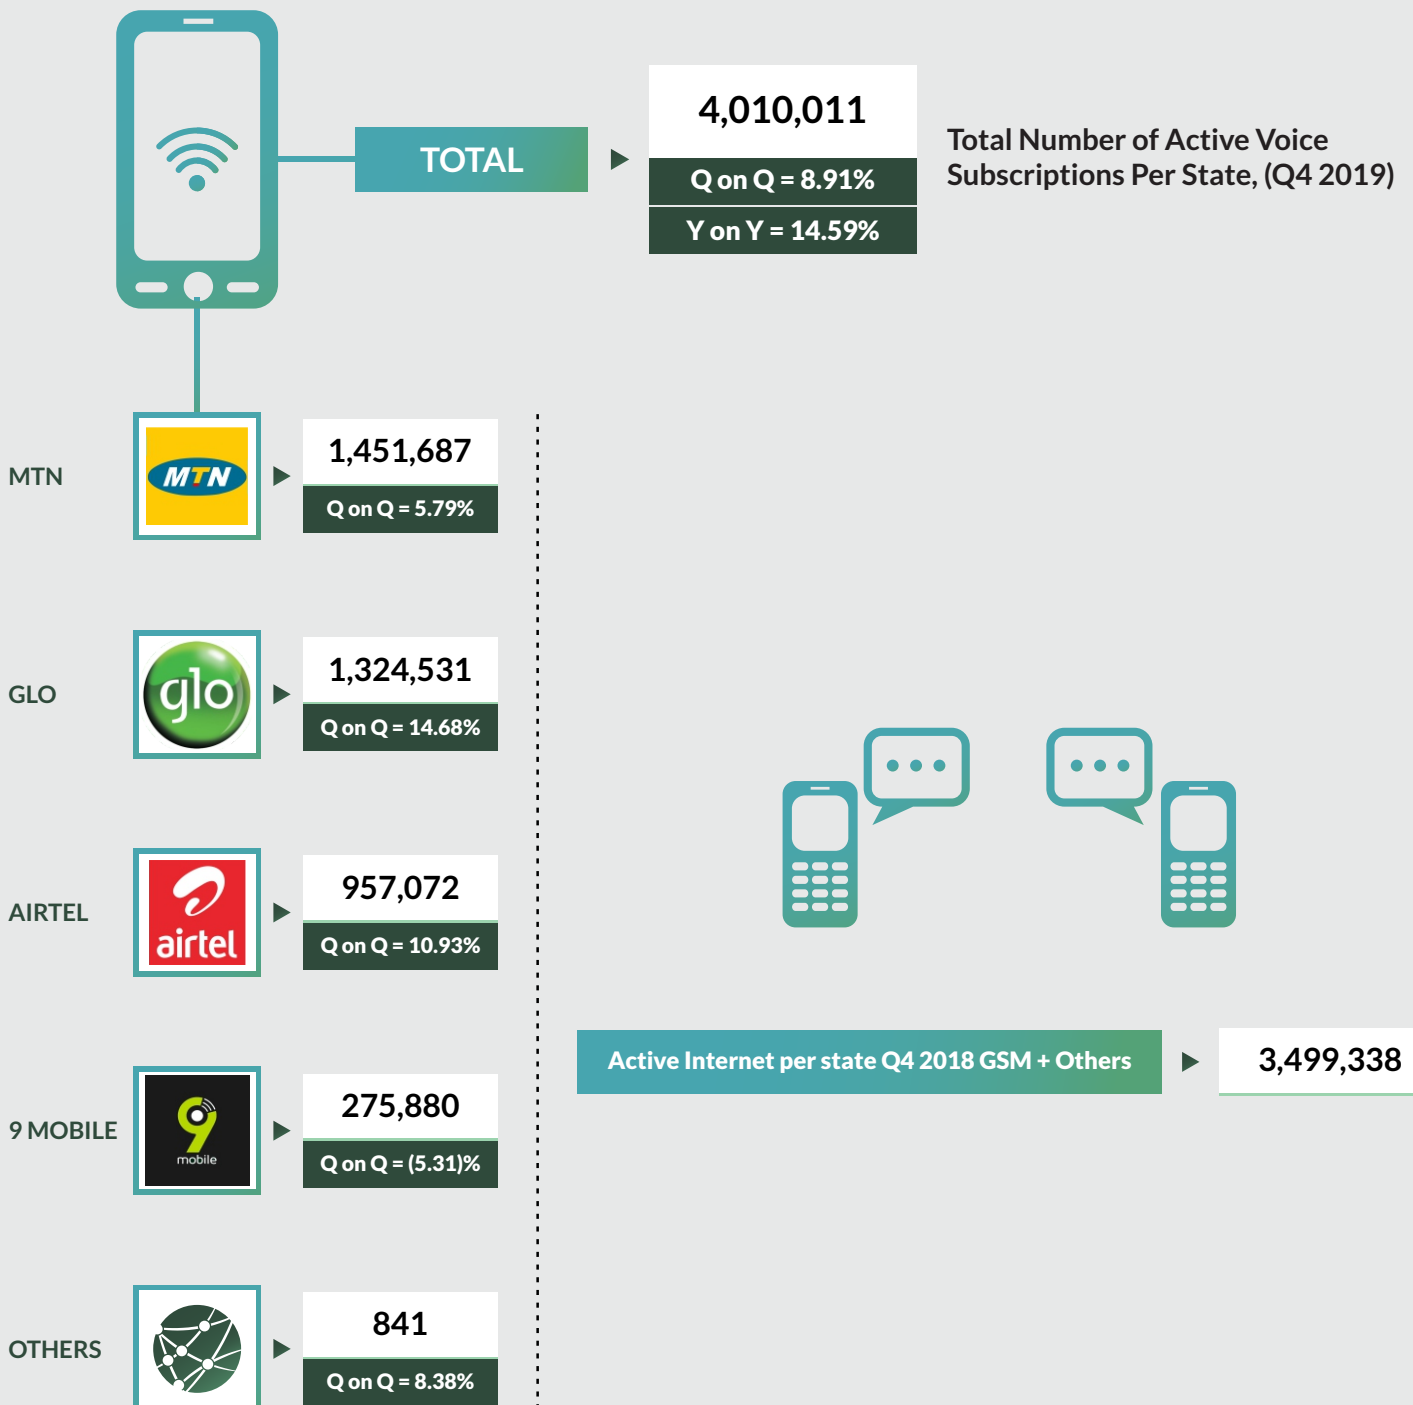 TOTAL
4,010,011
Q on Q = 8.91%
Y on Y = 14.59%
Total Number of Active Voice
Subscriptions Per State, (Q4 2019)
MTN
MTN
1,451,687
Q on Q = 5.79%
GLO
glo
1,324,531
Q on Q = 14.68%
AIRTEL
airtel
957,072
Q on Q = 10.93%
Active Internet per state Q4 2018 GSM + Others
3,499,338
9 MOBILE
9
mobile
275,880
Q on Q = (5.31)%
OTHERS
841
Q on Q = 8.38%